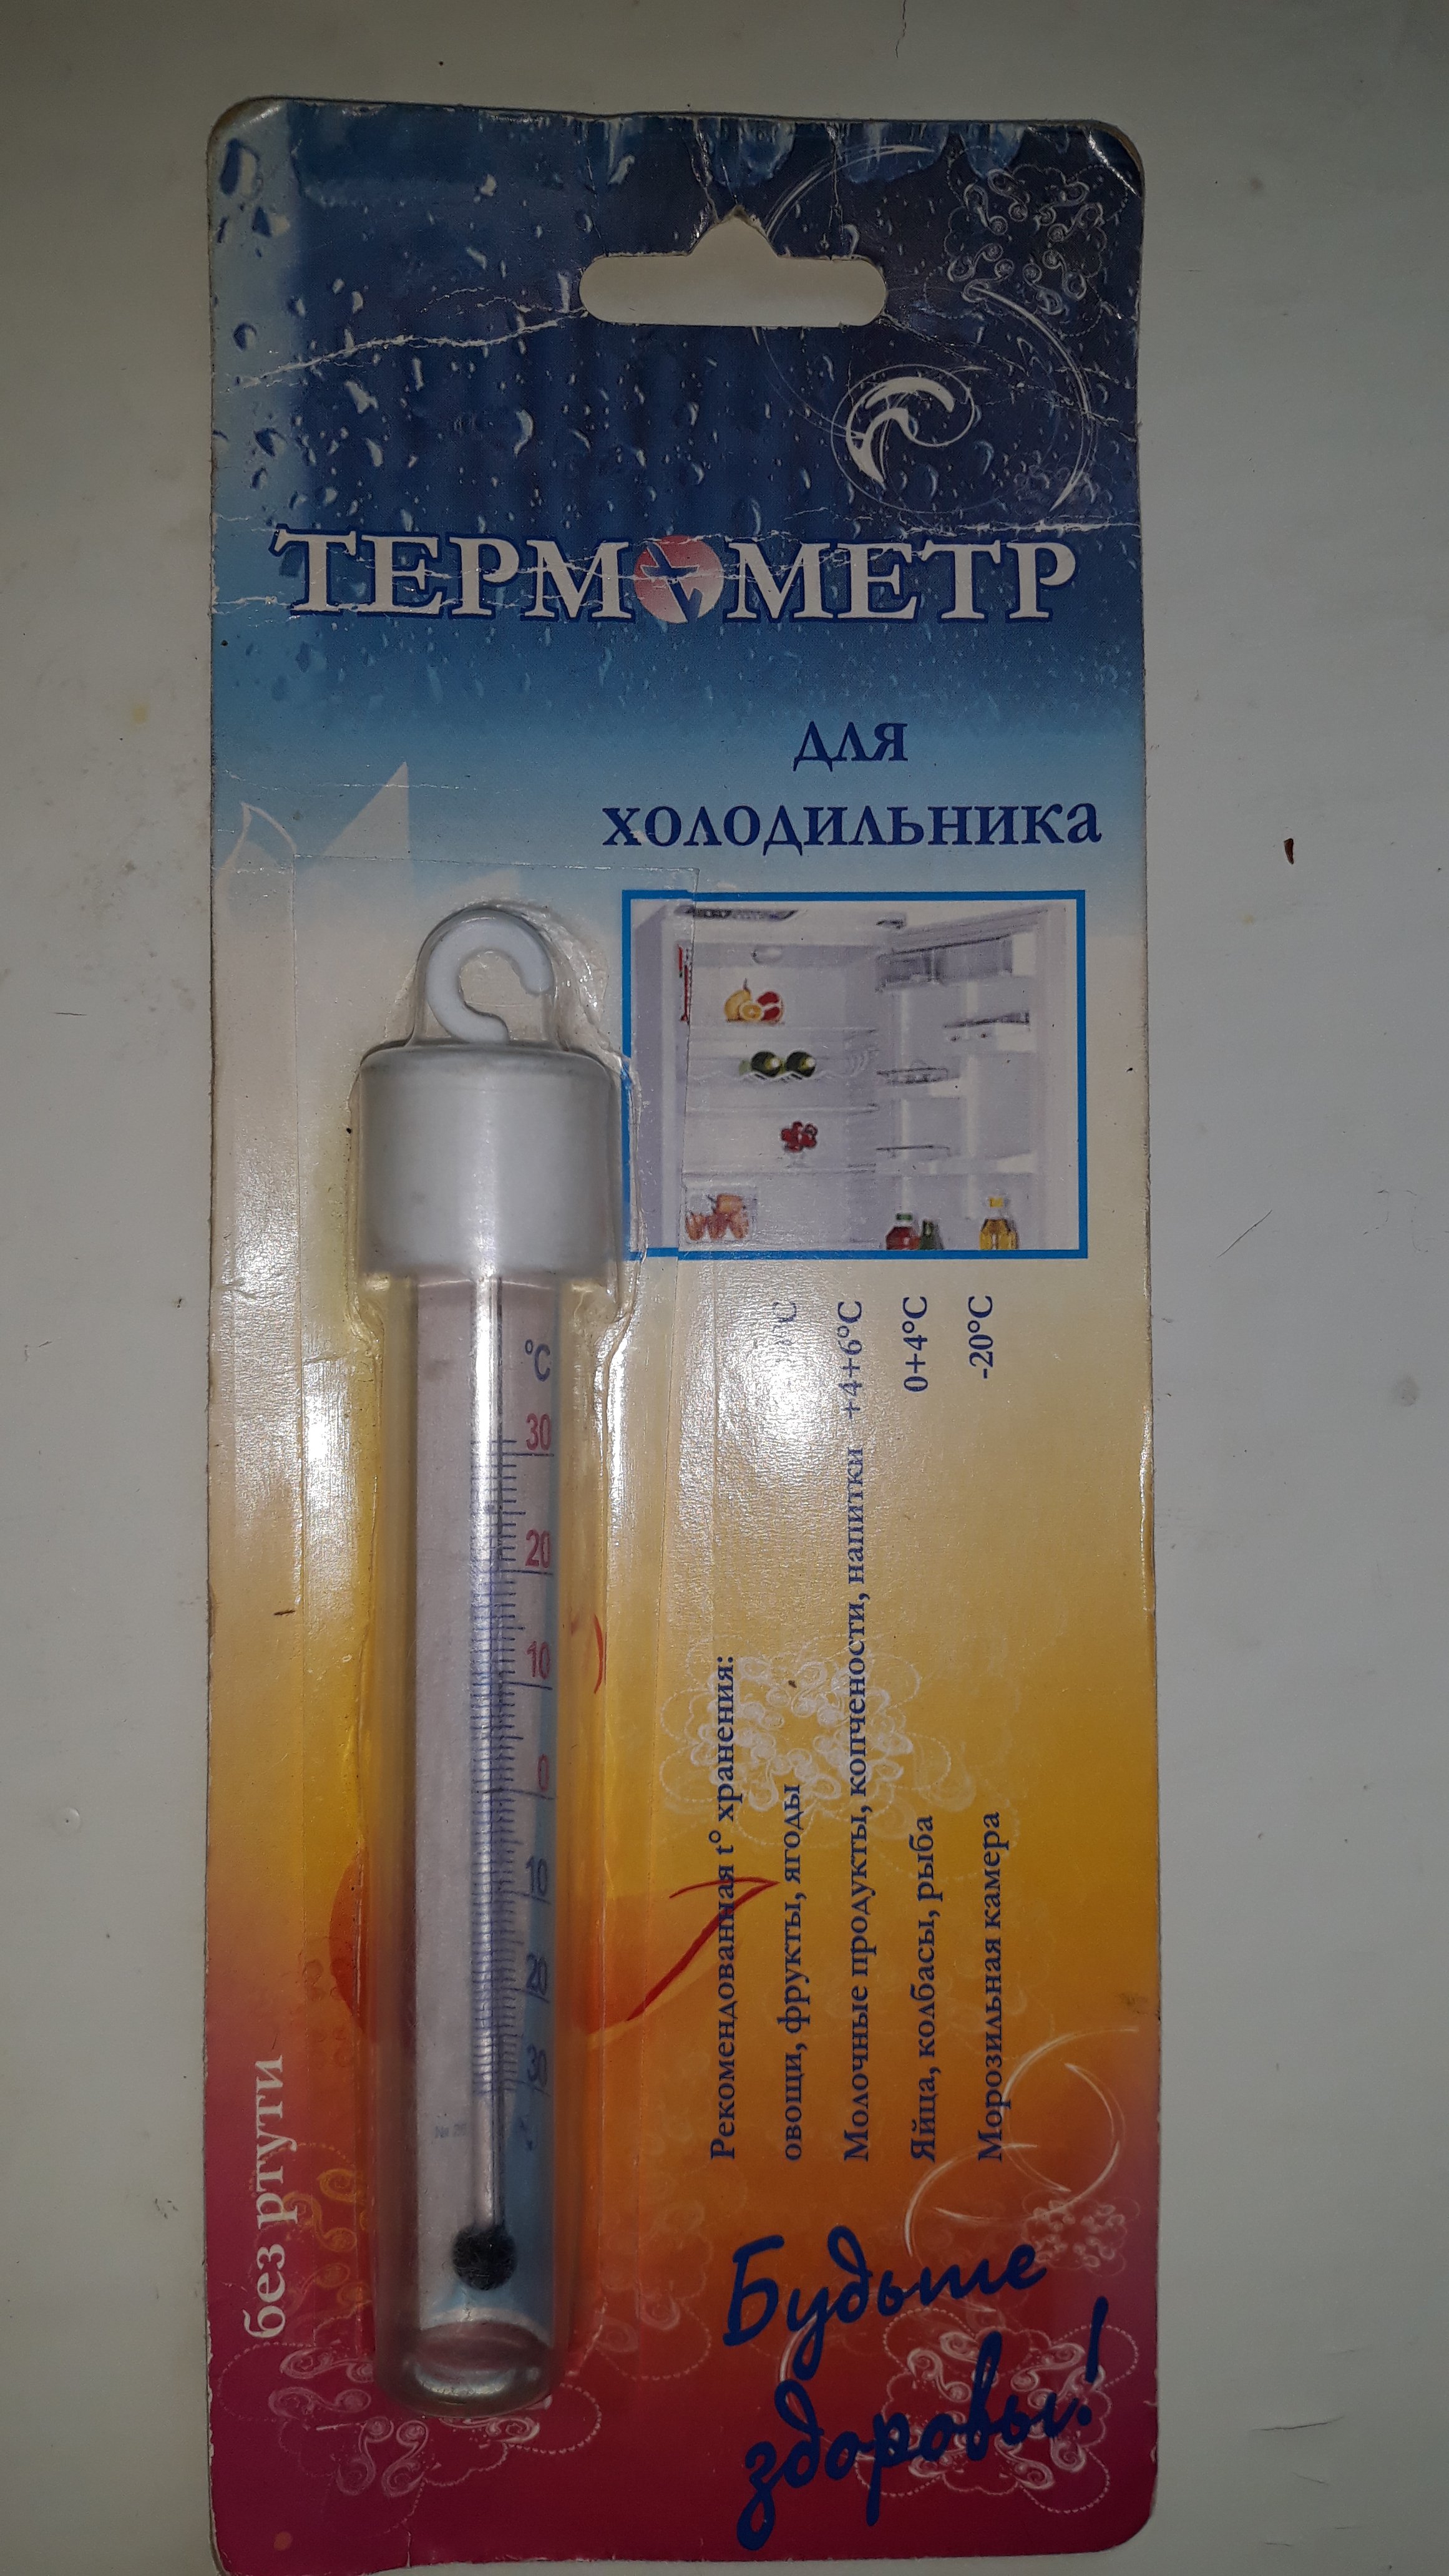 ТЕРМОМЕТР
для
холодильника
°C
30
20
10
0
10
20
30
без ртути
Рекомендованная t° хранения:
овощи, фрукты, ягоды °C
Молочные продукты, копчености, напитки +4+6°C
Яйца, колбасы, рыба 0+4°C
Морозильная камера -20°C
Будьте
здоровы!